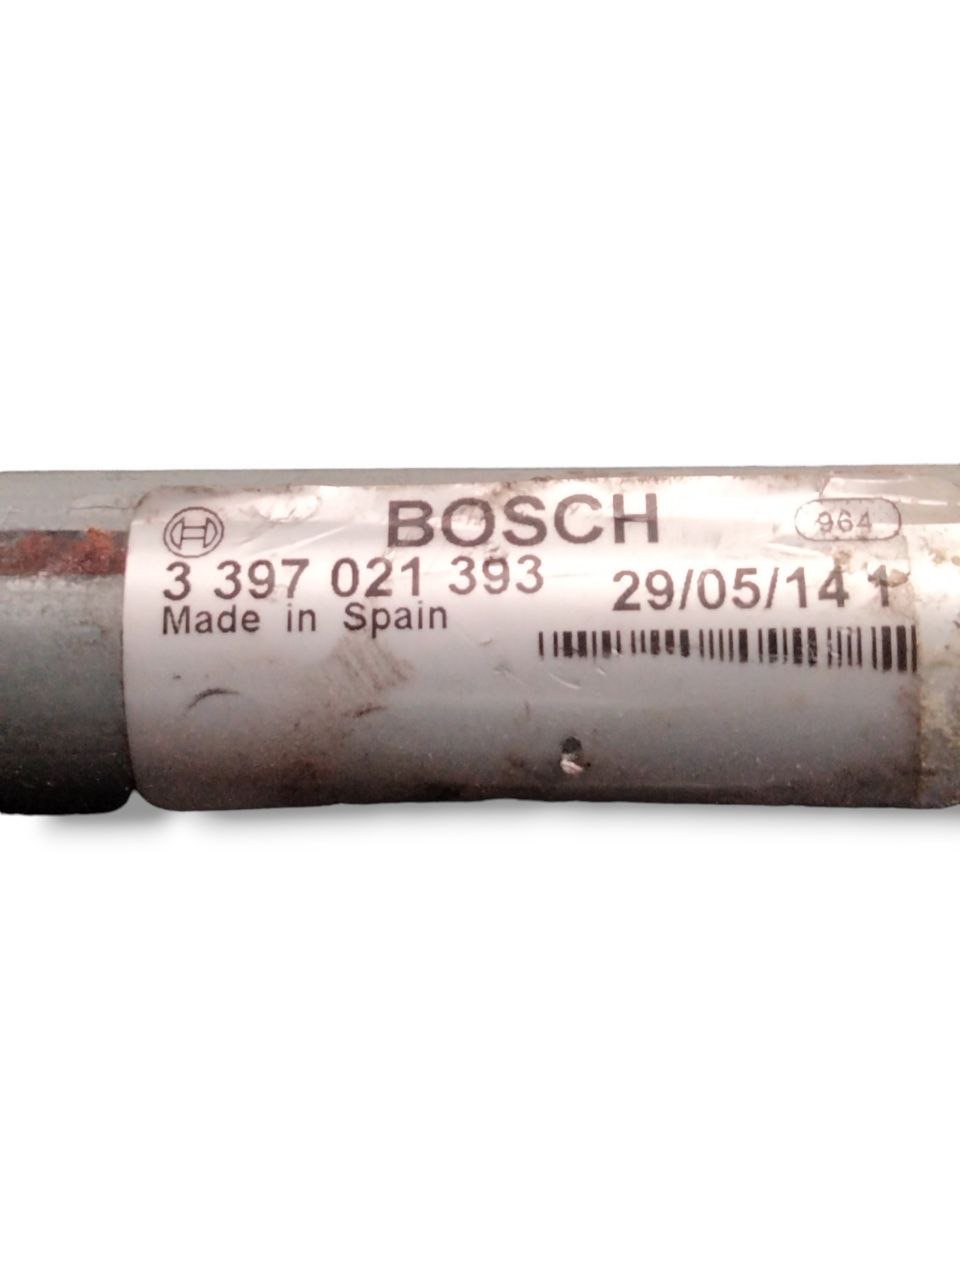 BOSCH 964
3 397 021 393 29/05/14 1
Made in Spain